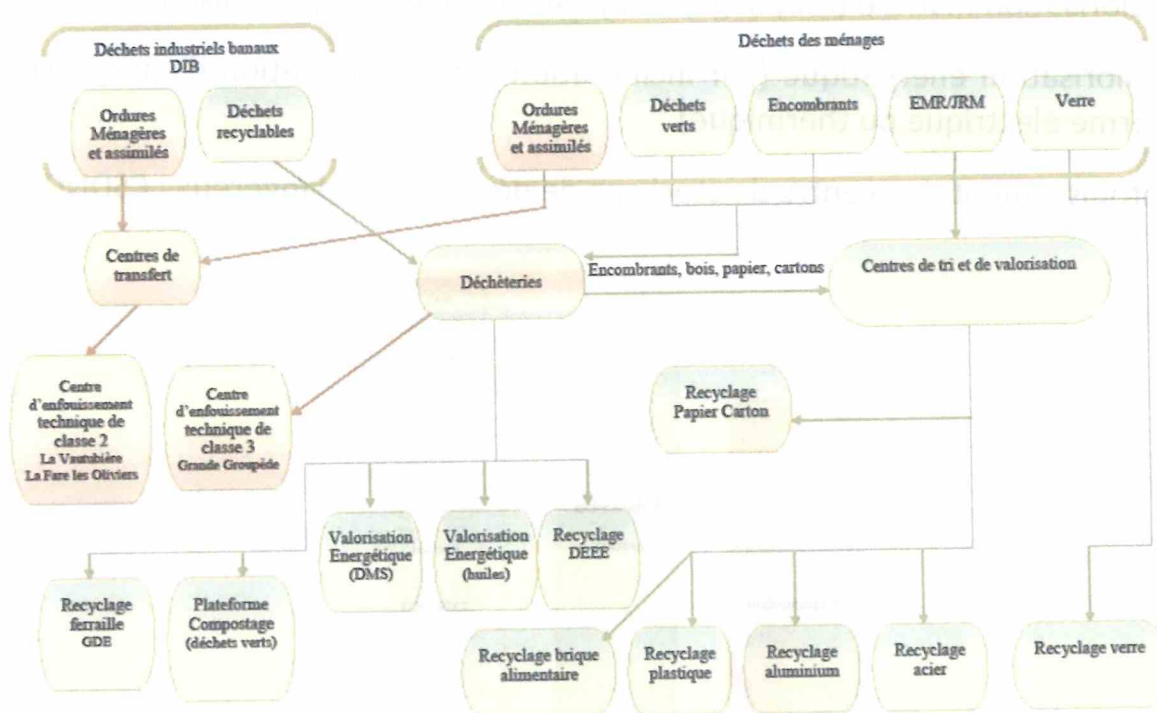 Déchets industriels banaux
DIB
Déchets des ménages
Ordures
Ménagères
et assimilés
Déchets
recyclables
Ordures
Ménagères
et assimilés
Déchets
verts
Encombrants
EMR/JRM
Verre
Centres de
transfert
Déchèteries
Encombrants, bois, papier, cartons
Centres de tri et de valorisation
Centre
d'enfouissement
technique de
classe 2
La Vautubière
La Fare les Oliviers
Centre
d'enfouissement
technique de
classe 3
Grande Groupède
Recyclage
Papier Carton
Valorisation
Energétique
(DMS)
Valorisation
Energétique
(huiles)
Recyclage
DEEE
Recyclage
ferraille
GDE
Plateforme
Compostage
(déchets verts)
Recyclage brique
alimentaire
Recyclage
plastique
Recyclage
aluminium
Recyclage
acier
Recyclage verre